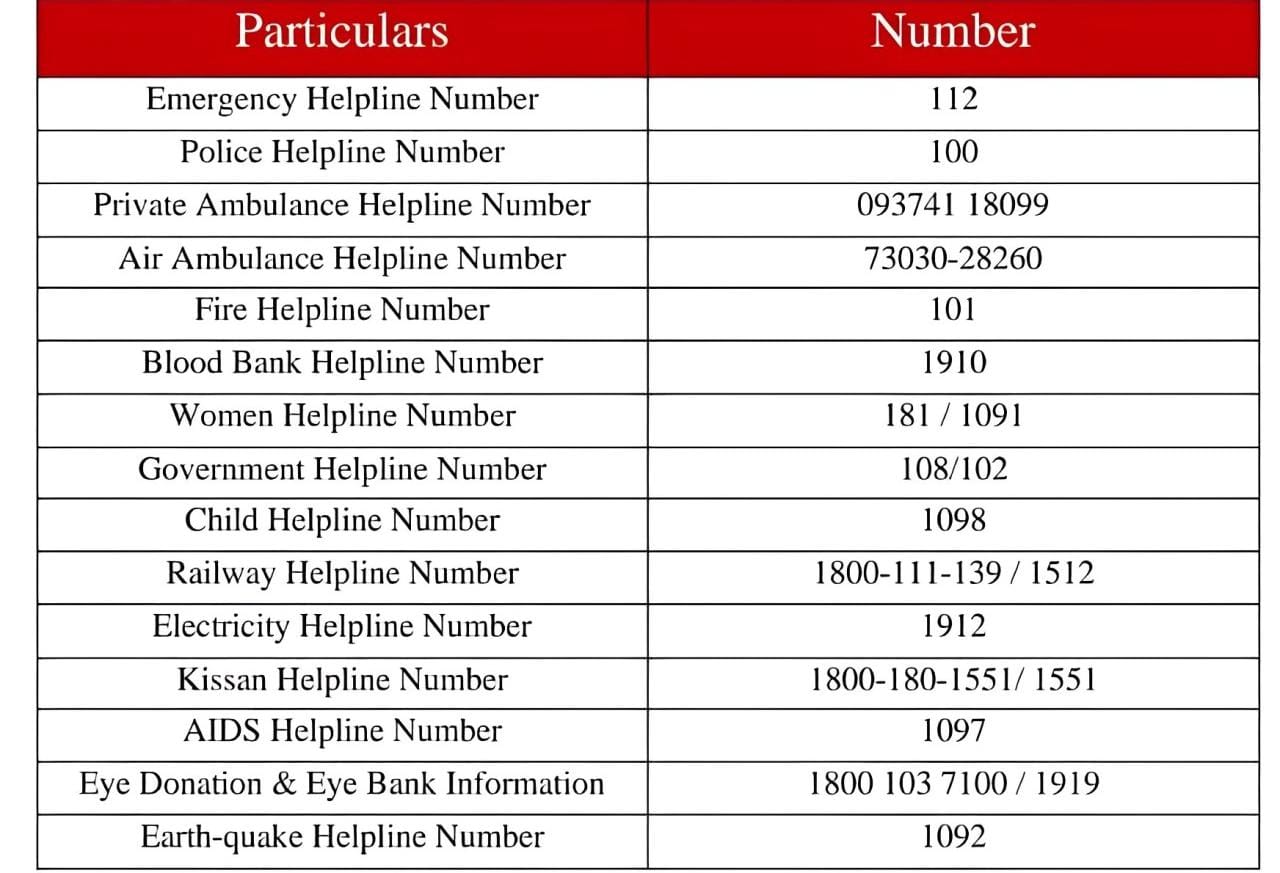 Particulars Number
Emergency Helpline Number 112
Police Helpline Number 100
Private Ambulance Helpline Number 093741 18099
Air Ambulance Helpline Number 73030-28260
Fire Helpline Number 101
Blood Bank Helpline Number 1910
Women Helpline Number 181 / 1091
Government Helpline Number 108/102
Child Helpline Number 1098
Railway Helpline Number 1800-111-139 / 1512
Electricity Helpline Number 1912
Kissan Helpline Number 1800-180-1551/ 1551
AIDS Helpline Number 1097
Eye Donation & Eye Bank Information 1800 103 7100 / 1919
Earth-quake Helpline Number 1092